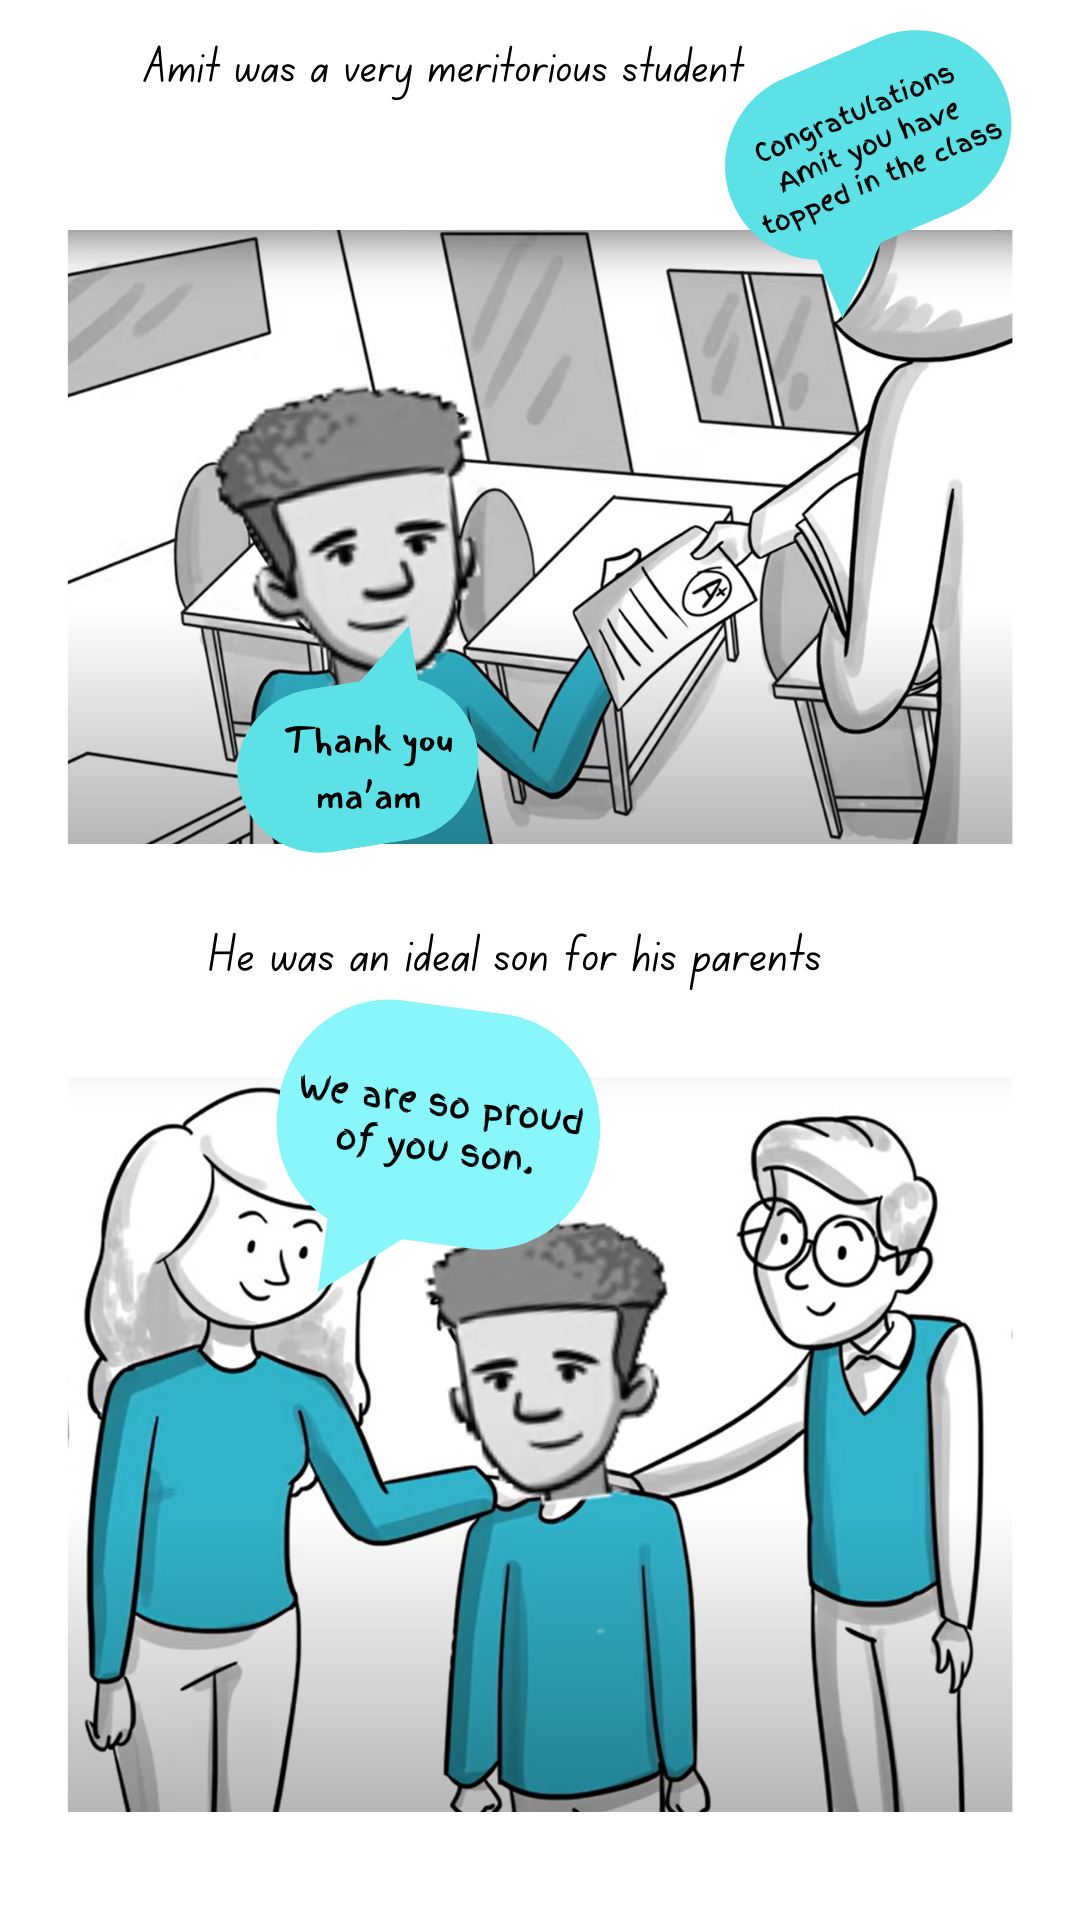 Amit was a very meritorious student
Congratulations
Amit you have
topped in the class
A+
Thank you
ma'am
He was an ideal son for his parents
We are so proud
of you son.